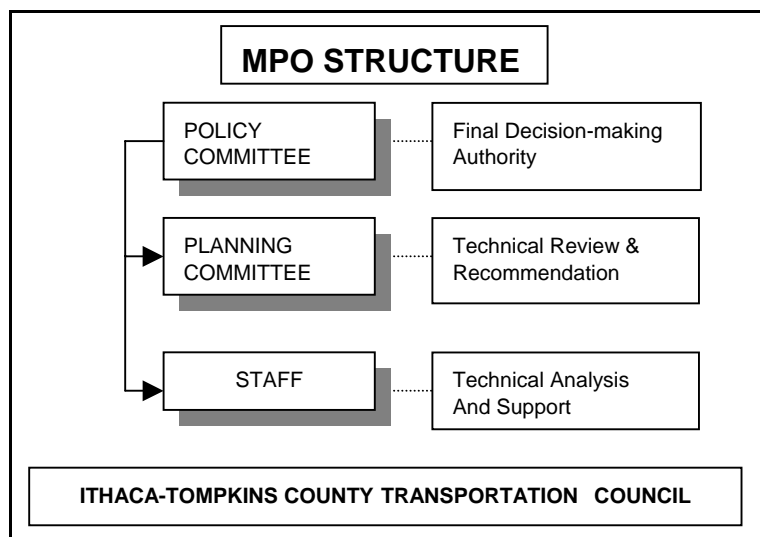 MPO STRUCTURE
POLICY
COMMITTEE
Final Decision-making
Authority
PLANNING
COMMITTEE
Technical Review &
Recommendation
STAFF
Technical Analysis
And Support
ITHACA-TOMPKINS COUNTY TRANSPORTATION COUNCIL